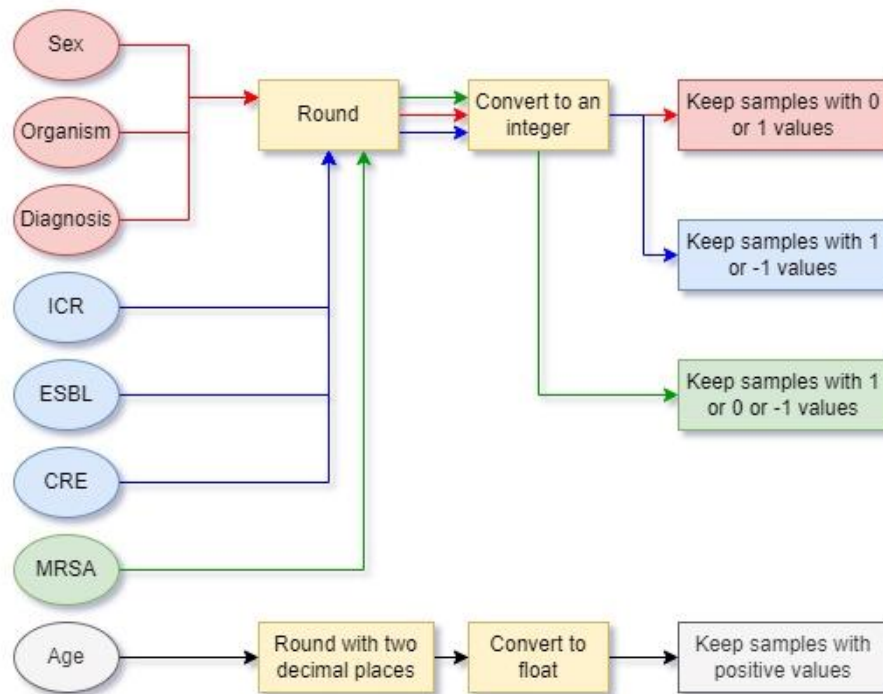 Sex
Organism
Diagnosis
ICR
ESBL
CRE
MRSA
Age
Round
Convert to an
integer
Keep samples with 0
or 1 values
Keep samples with 1
or -1 values
Keep samples with 1
or 0 or -1 values
Round with two
decimal places
Convert to
float
Keep samples with
positive values